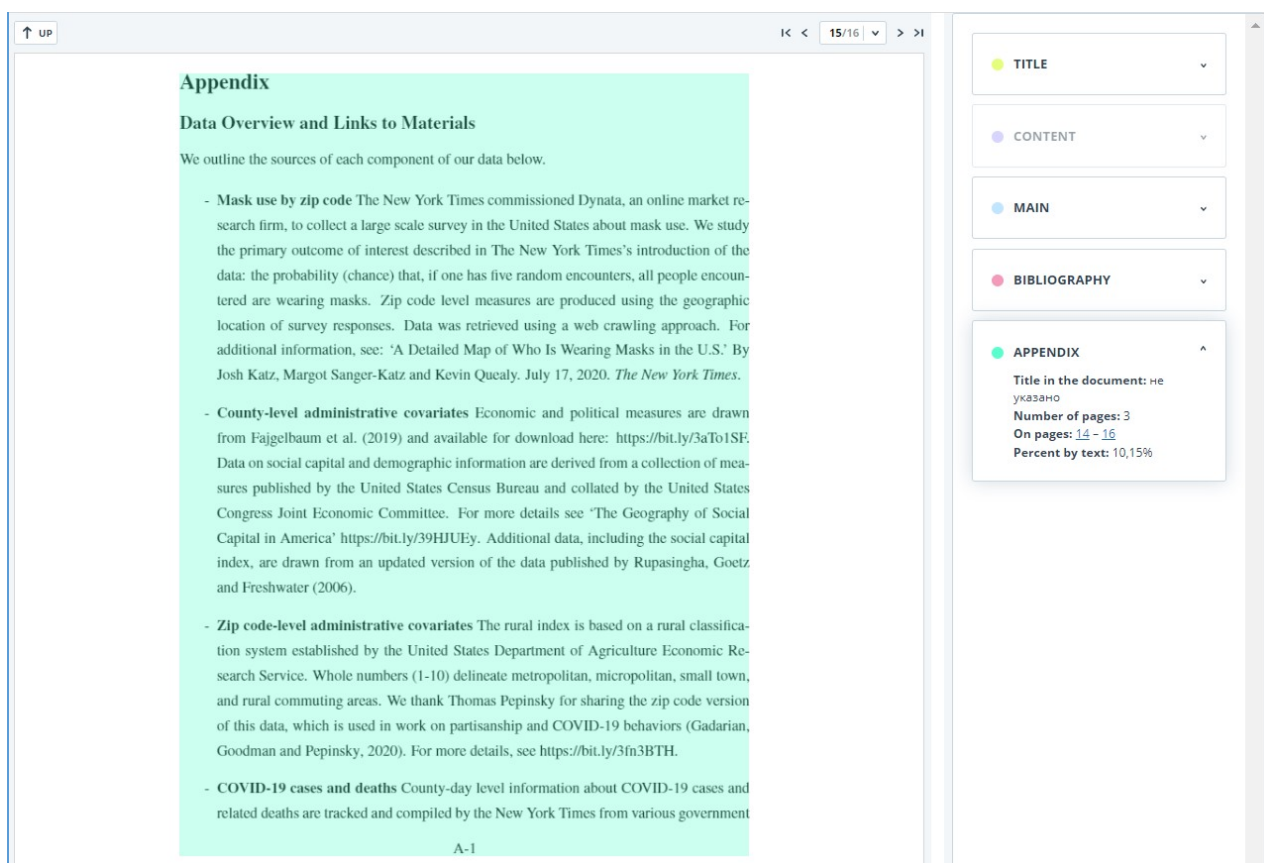 UP
15/16
Appendix
Data Overview and Links to Materials
We outline the sources of each component of our data below.
- Mask use by zip code The New York Times commissioned Dynata, an online market re-
search firm, to collect a large scale survey in the United States about mask use. We study
the primary outcome of interest described in The New York Times's introduction of the
data: the probability (chance) that, if one has five random encounters, all people encoun-
tered are wearing masks. Zip code level measures are produced using the geographic
location of survey responses. Data was retrieved using a web crawling approach. For
additional information, see: ‘A Detailed Map of Who Is Wearing Masks in the U.S.’ By
Josh Katz, Margot Sanger-Katz and Kevin Quealy. July 17, 2020. The New York Times.
- County-level administrative covariates Economic and political measures are drawn
from Fajgelbaum et al. (2019) and available for download here: https://bit.ly/3aTo1SF.
Data on social capital and demographic information are derived from a collection of mea-
sures published by the United States Census Bureau and collated by the United States
Congress Joint Economic Committee. For more details see ‘The Geography of Social
Capital in America’ https://bit.ly/39HJUEy. Additional data, including the social capital
index, are drawn from an updated version of the data published by Rupasingha, Goetz
and Freshwater (2006).
- Zip code-level administrative covariates The rural index is based on a rural classifica-
tion system established by the United States Department of Agriculture Economic Re-
search Service. Whole numbers (1-10) delineate metropolitan, micropolitan, small town,
and rural commuting areas. We thank Thomas Pepinsky for sharing the zip code version
of this data, which is used in work on partisanship and COVID-19 behaviors (Gadarian,
Goodman and Pepinsky, 2020). For more details, see https://bit.ly/3fn3BTH.
- COVID-19 cases and deaths County-day level information about COVID-19 cases and
related deaths are tracked and compiled by the New York Times from various government
A-1
TITLE
CONTENT
MAIN
BIBLIOGRAPHY
APPENDIX
Title in the document: не
указано
Number of pages: 3
On pages: 14 – 16
Percent by text: 10,15%